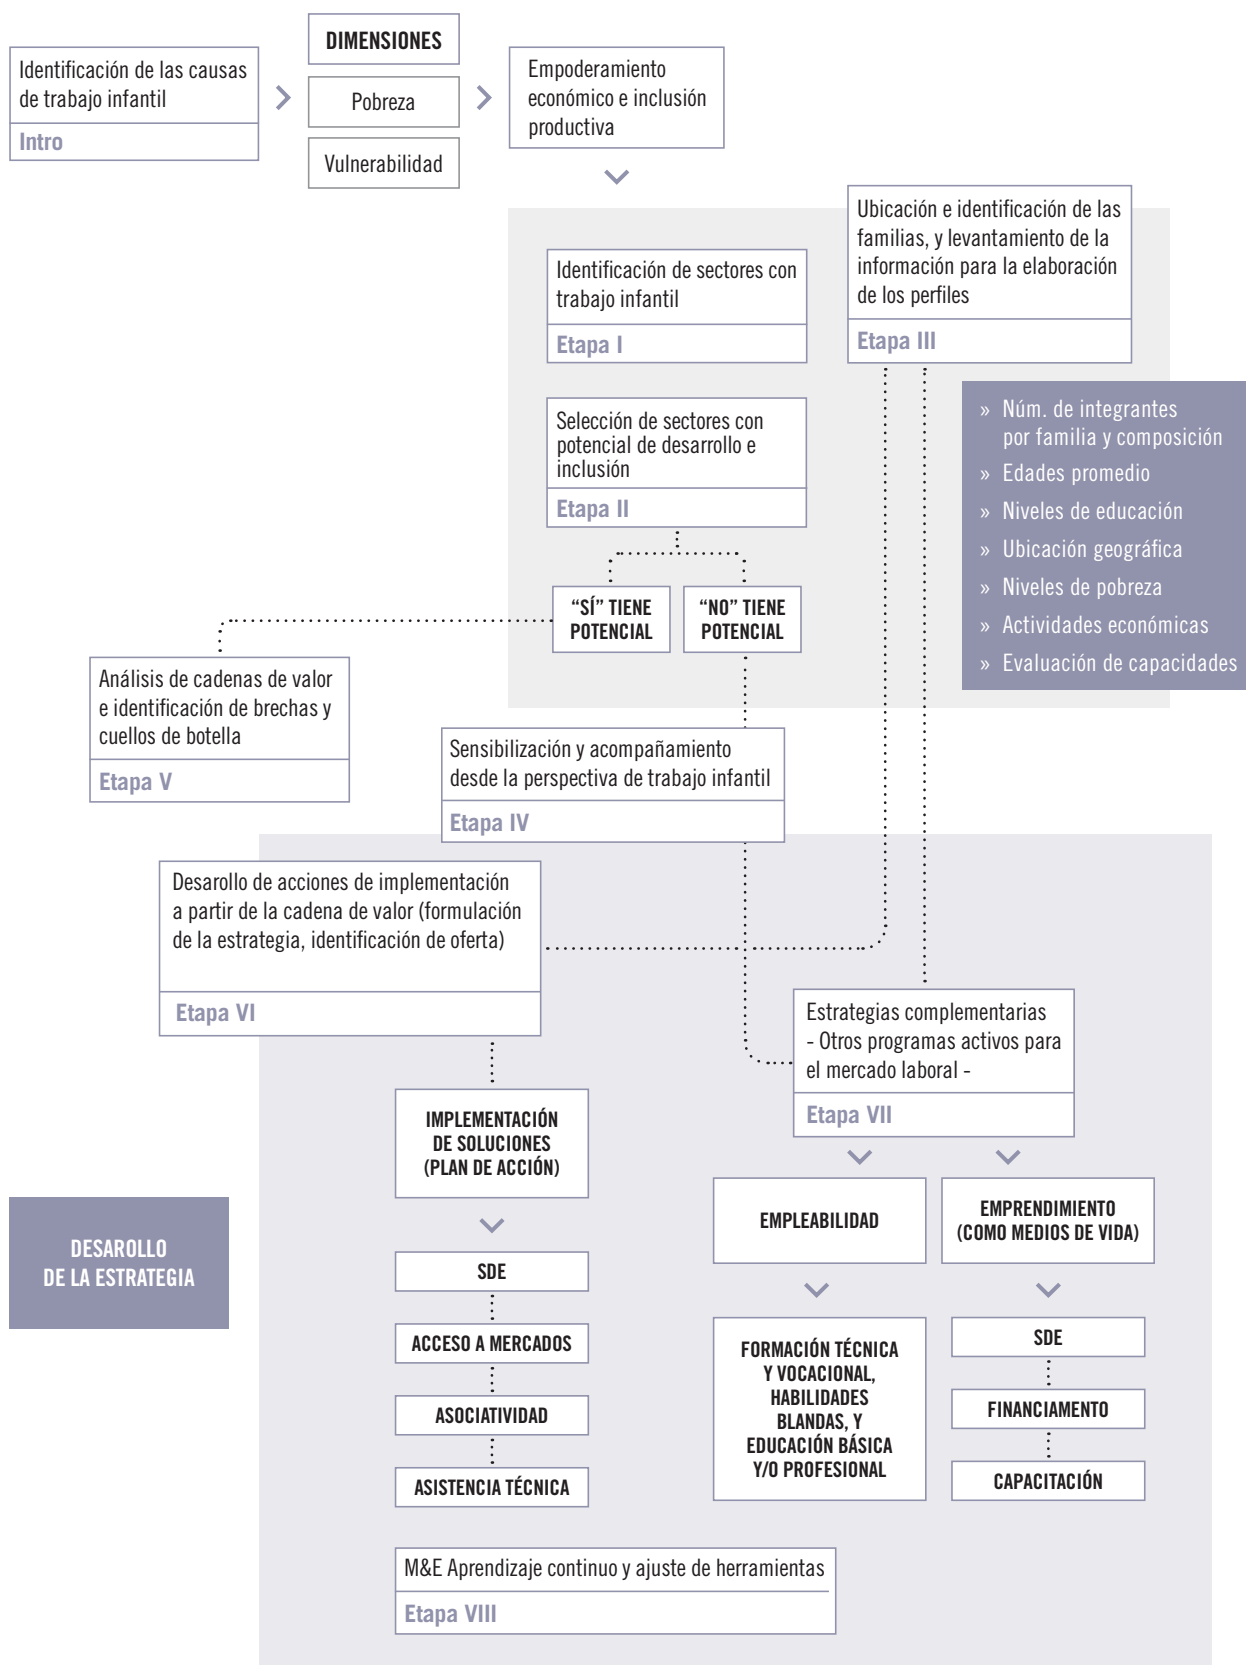 Identificación de las causas
de trabajo infantil
Intro
DIMENSIONES
Pobreza
Vulnerabilidad
Empoderamiento
económico e inclusión
productiva
Identificación de sectores con
trabajo infantil
Etapa I
Ubicación e identificación de las
familias, y levantamiento de la
información para la elaboración
de los perfiles
Etapa III
» Núm. de integrantes
por familia y composición
» Edades promedio
» Niveles de educación
» Ubicación geográfica
» Niveles de pobreza
» Actividades económicas
» Evaluación de capacidades
Selección de sectores con
potencial de desarrollo e
inclusión
Etapa II
“SÍ” TIENE
POTENCIAL
“NO” TIENE
POTENCIAL
Análisis de cadenas de valor
e identificación de brechas y
cuellos de botella
Etapa V
Sensibilización y acompañamiento
desde la perspectiva de trabajo infantil
Etapa IV
Desarollo de acciones de implementación
a partir de la cadena de valor (formulación
de la estrategia, identificación de oferta)
Etapa VI
Estrategias complementarias
- Otros programas activos para
el mercado laboral -
Etapa VII
IMPLEMENTACIÓN
DE SOLUCIONES
(PLAN DE ACCIÓN)
SDE
ACCESO A MERCADOS
ASOCIATIVIDAD
ASISTENCIA TÉCNICA
EMPLEABILIDAD
FORMACIÓN TÉCNICA
Y VOCACIONAL,
HABILIDADES
BLANDAS, Y
EDUCACIÓN BÁSICA
Y/O PROFESIONAL
EMPRENDIMIENTO
(COMO MEDIOS DE VIDA)
SDE
FINANCIAMENTO
CAPACITACIÓN
DESAROLLO
DE LA ESTRATEGIA
M&E Aprendizaje continuo y ajuste de herramientas
Etapa VIII